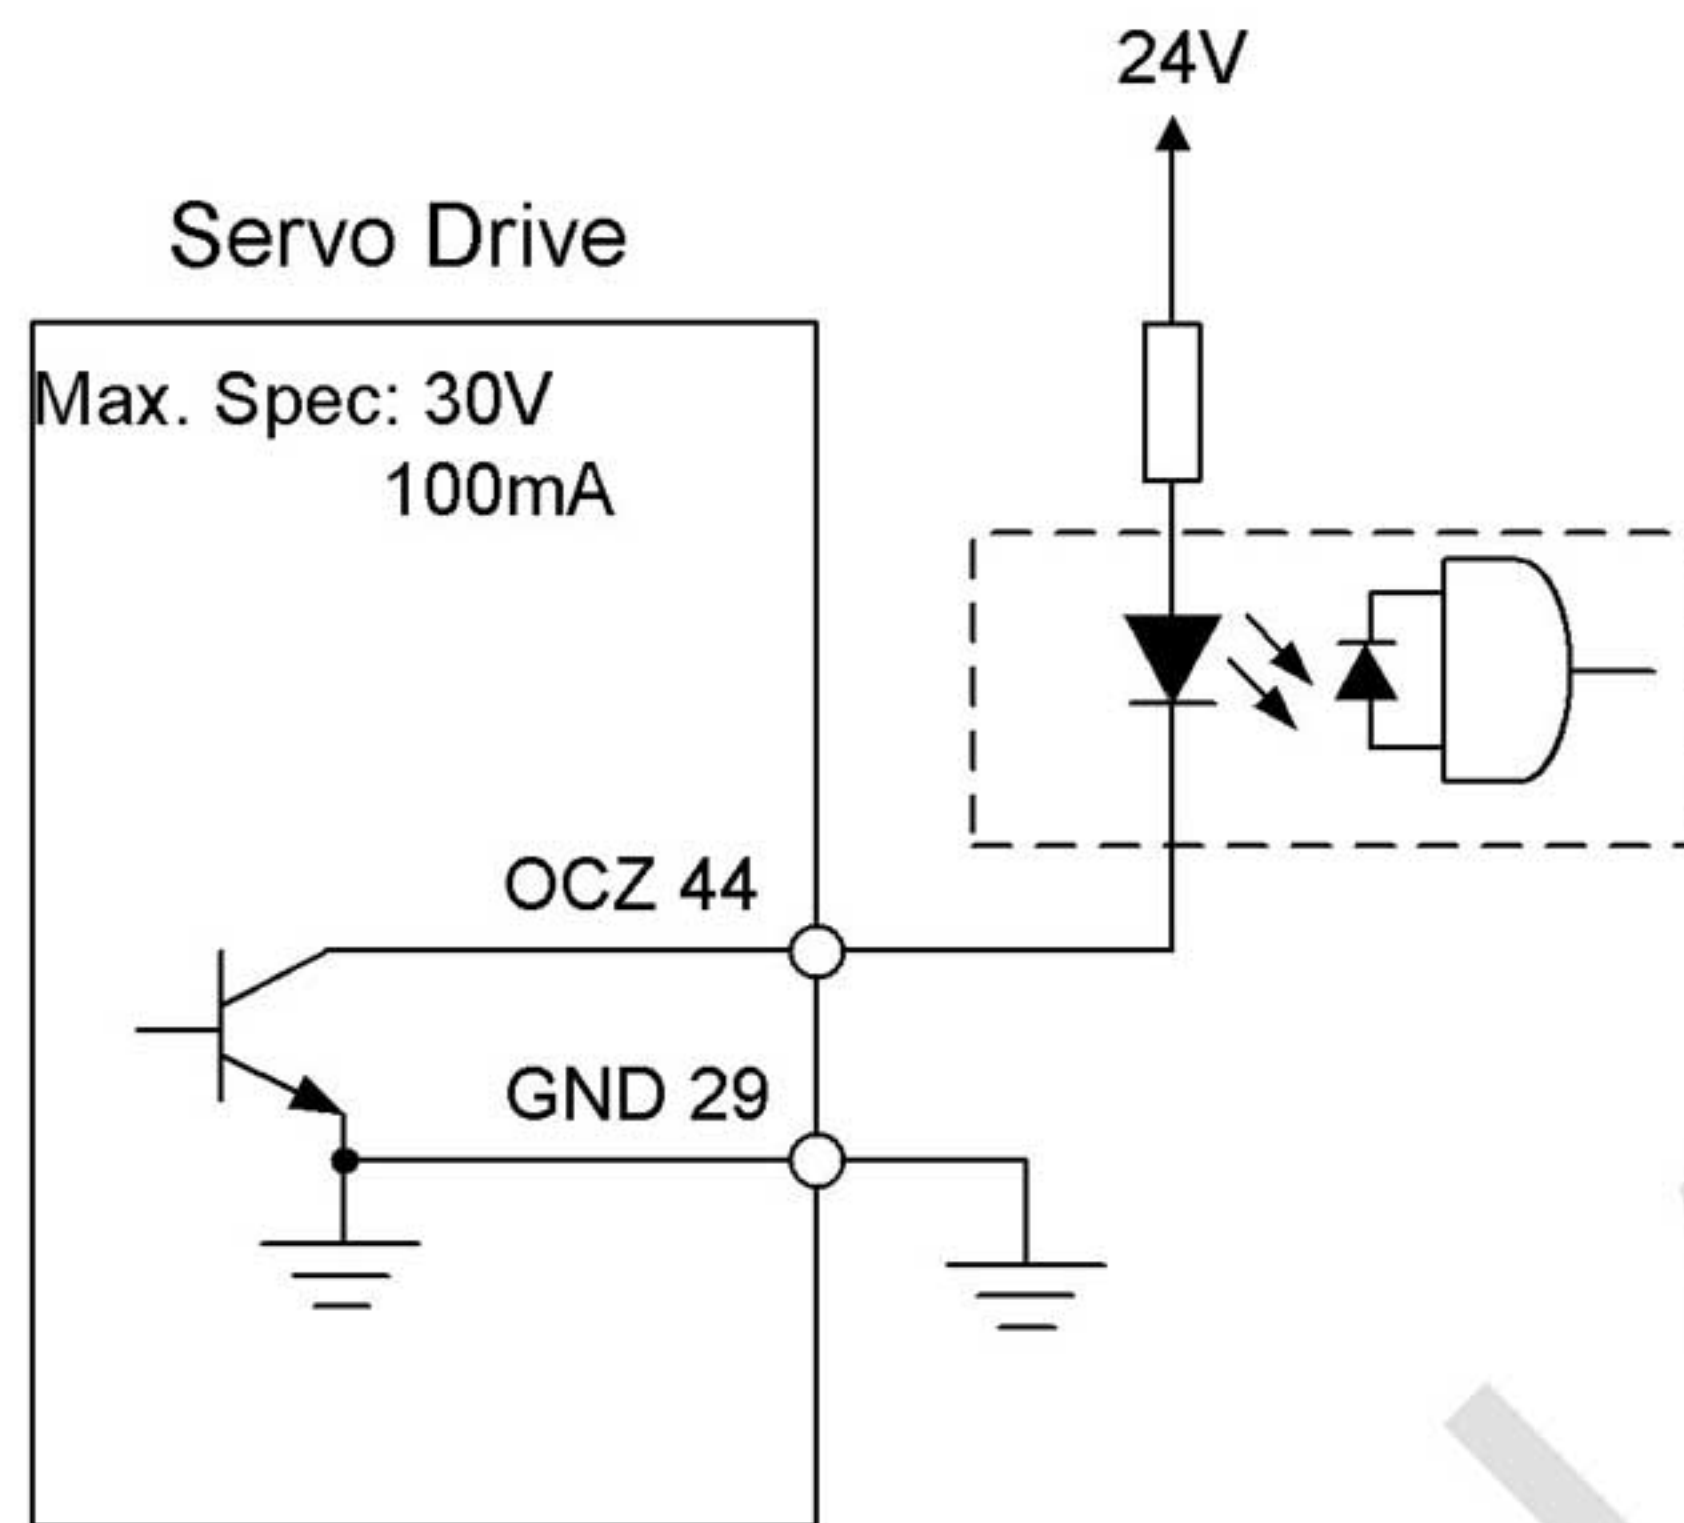 24V
Servo Drive
Max. Spec: 30V
100mA
OCZ 44
GND 29